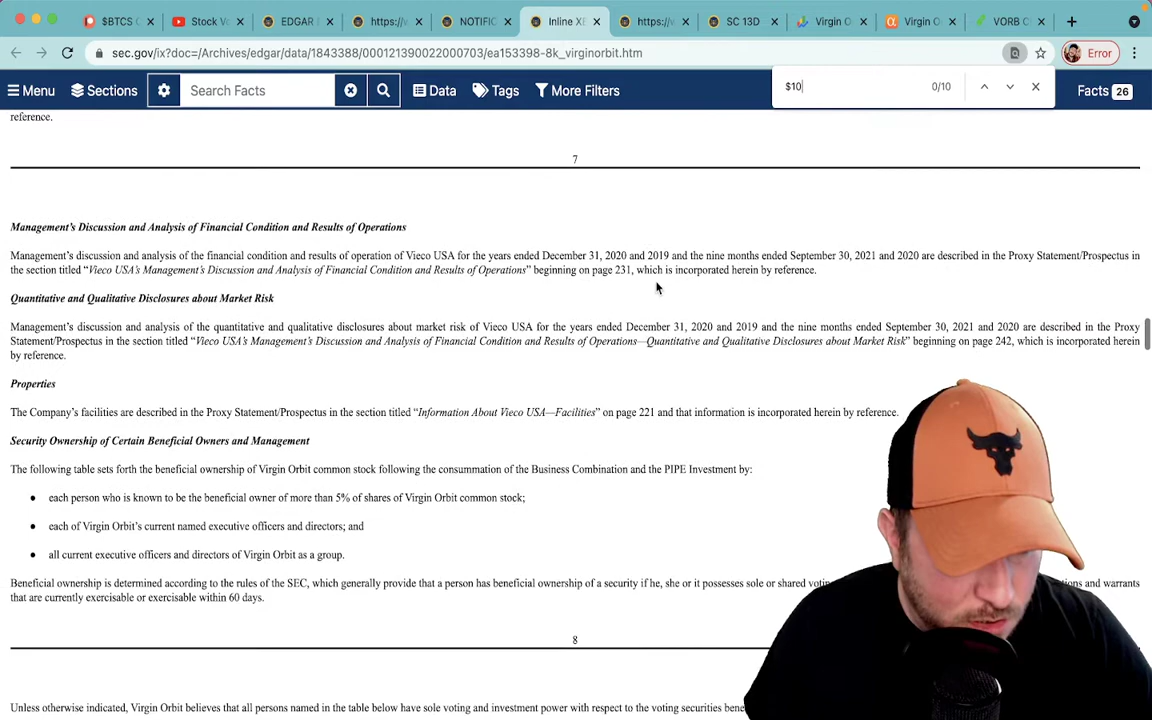 $BTCS C
Stock V
EDGAR
https://
NOTIFIC
Inline XE
https://w
SC 13D
Virgin O
Virgin O
VORB C
sec.gov/ix?doc=/Archives/edgar/data/1843388/000121390022000703/ea153398-8k_virginorbit.htm
Error
Menu
Sections
Search Facts
Data
Tags
More Filters
$10
0/10
Facts 26
reference.
7
Management’s Discussion and Analysis of Financial Condition and Results of Operations
Management’s discussion and analysis of the financial condition and results of operation of Vieco USA for the years ended December 31, 2020 and 2019 and the nine months ended September 30, 2021 and 2020 are described in the Proxy Statement/Prospectus in
the section titled “Vieco USA’s Management’s Discussion and Analysis of Financial Condition and Results of Operations” beginning on page 231, which is incorporated herein by reference.
Quantitative and Qualitative Disclosures about Market Risk
Management’s discussion and analysis of the quantitative and qualitative disclosures about market risk of Vieco USA for the years ended December 31, 2020 and 2019 and the nine months ended September 30, 2021 and 2020 are described in the Proxy
Statement/Prospectus in the section titled “Vieco USA’s Management’s Discussion and Analysis of Financial Condition and Results of Operations—Quantitative and Qualitative Disclosures about Market Risk” beginning on page 242, which is incorporated herein
by reference.
Properties
The Company’s facilities are described in the Proxy Statement/Prospectus in the section titled “Information About Vieco USA—Facilities” on page 221 and that information is incorporated herein by reference.
Security Ownership of Certain Beneficial Owners and Management
The following table sets forth the beneficial ownership of Virgin Orbit common stock following the consummation of the Business Combination and the PIPE Investment by:
● each person who is known to be the beneficial owner of more than 5% of shares of Virgin Orbit common stock;
● each of Virgin Orbit’s current named executive officers and directors; and
● all current executive officers and directors of Virgin Orbit as a group.
Beneficial ownership is determined according to the rules of the SEC, which generally provide that a person has beneficial ownership of a security if he, she or it possesses sole or shared and warrants
that are currently exercisable or exercisable within 60 days.
8
Unless otherwise indicated, Virgin Orbit believes that all persons named in the table below have sole voting and investment power with respect to the voting securities